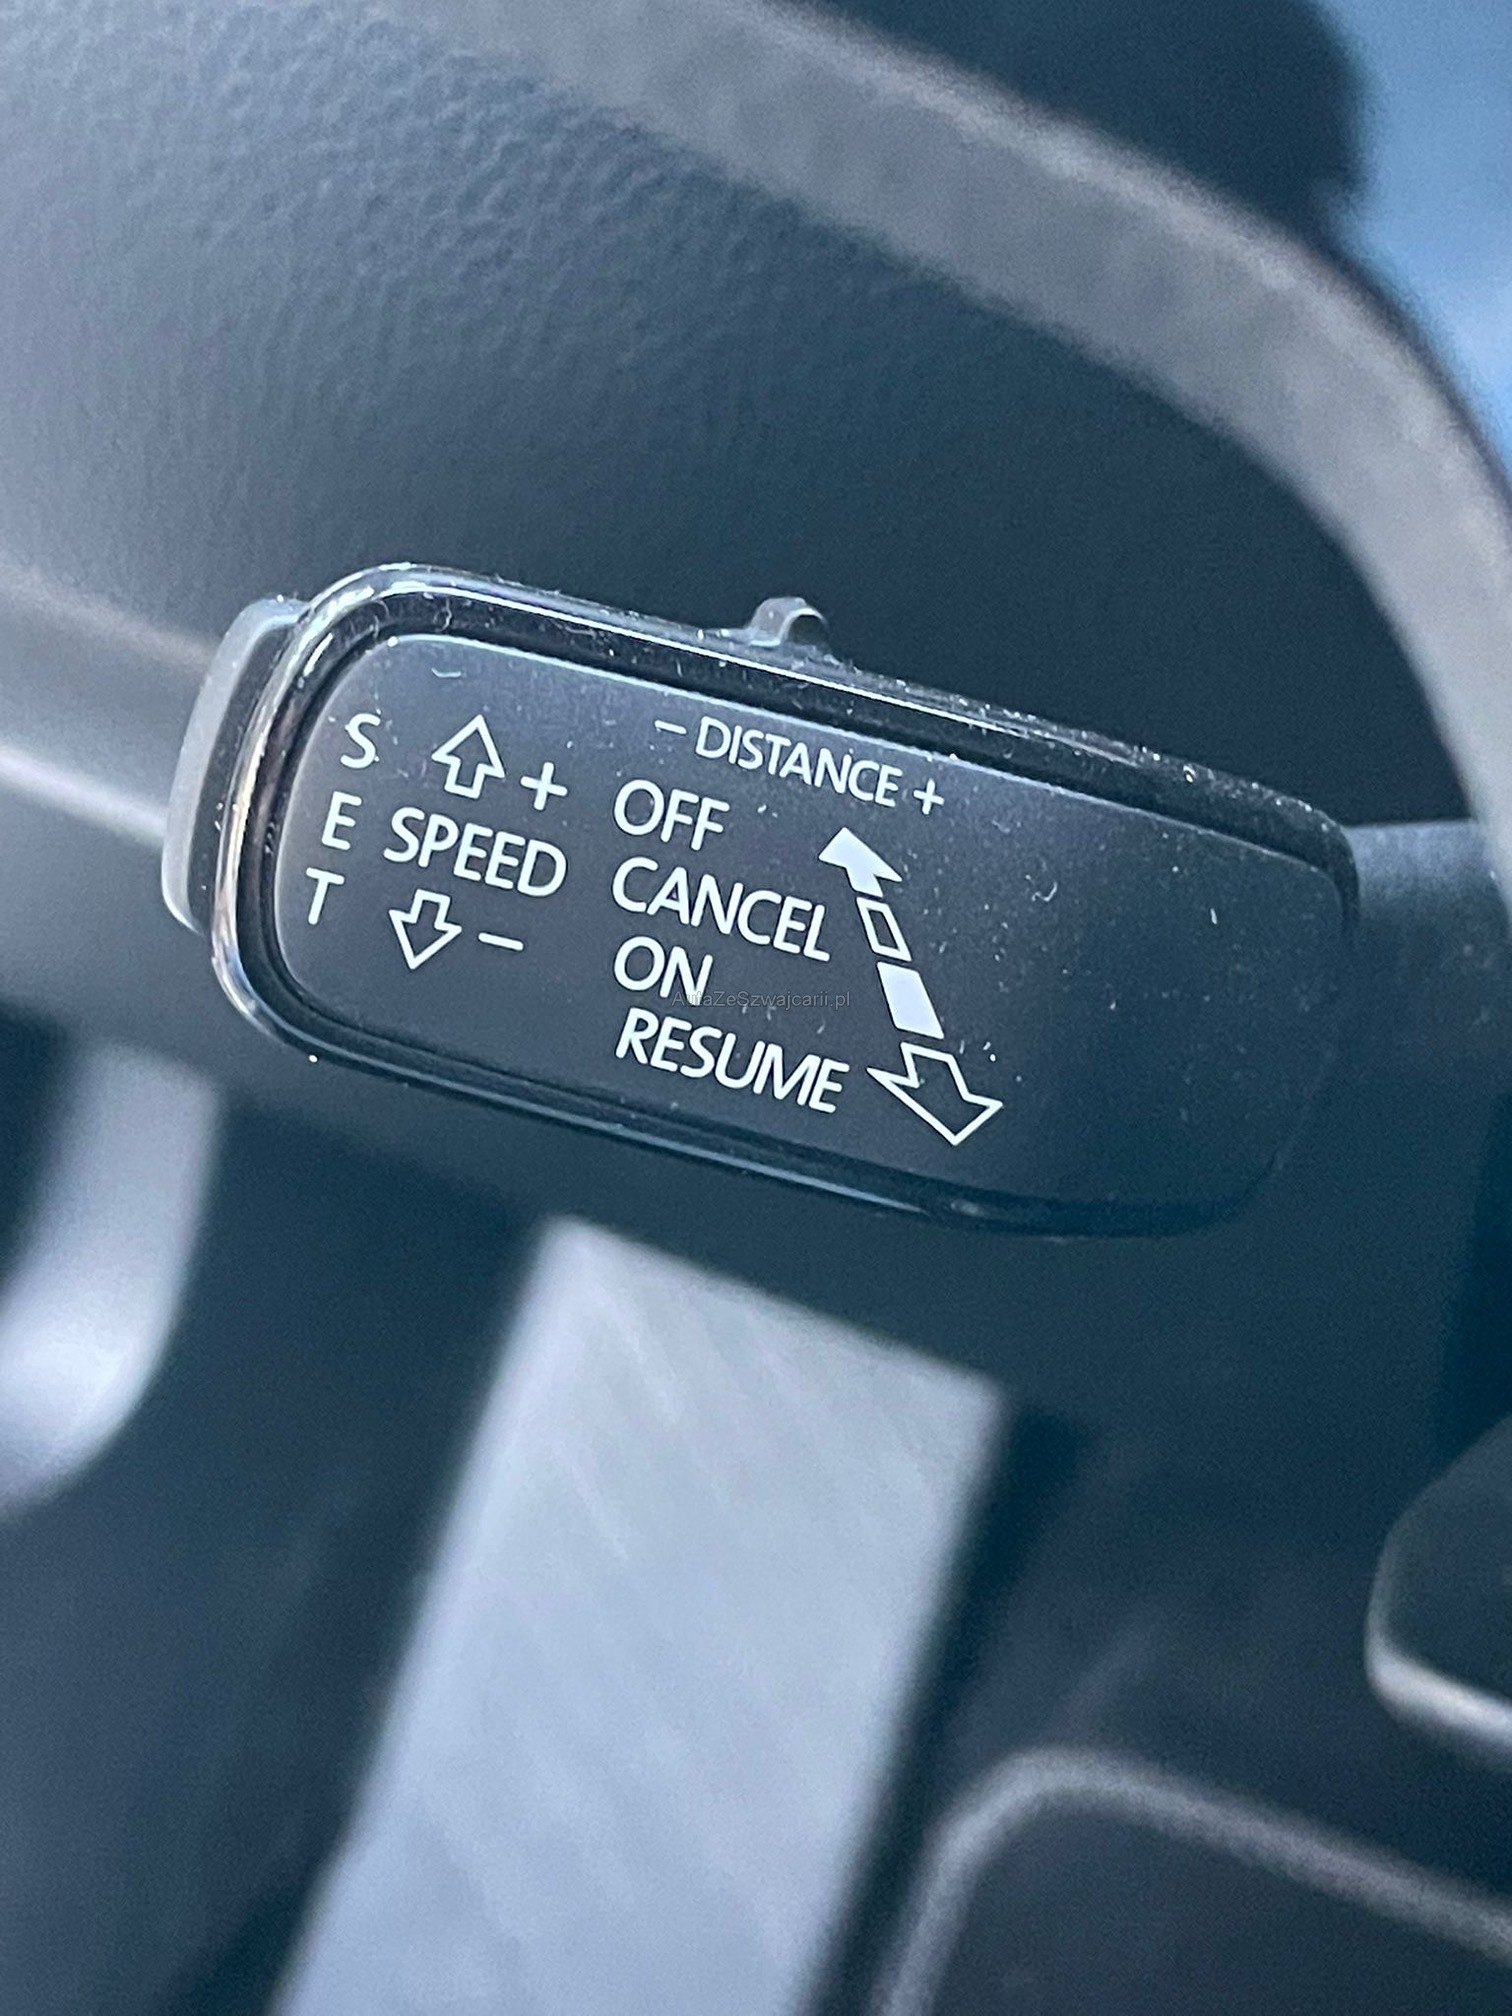 – DISTANCE +
S
E
T
+
SPEED
–
OFF
CANCEL
ON
RESUME
AutaZeSzwajcarii.pl